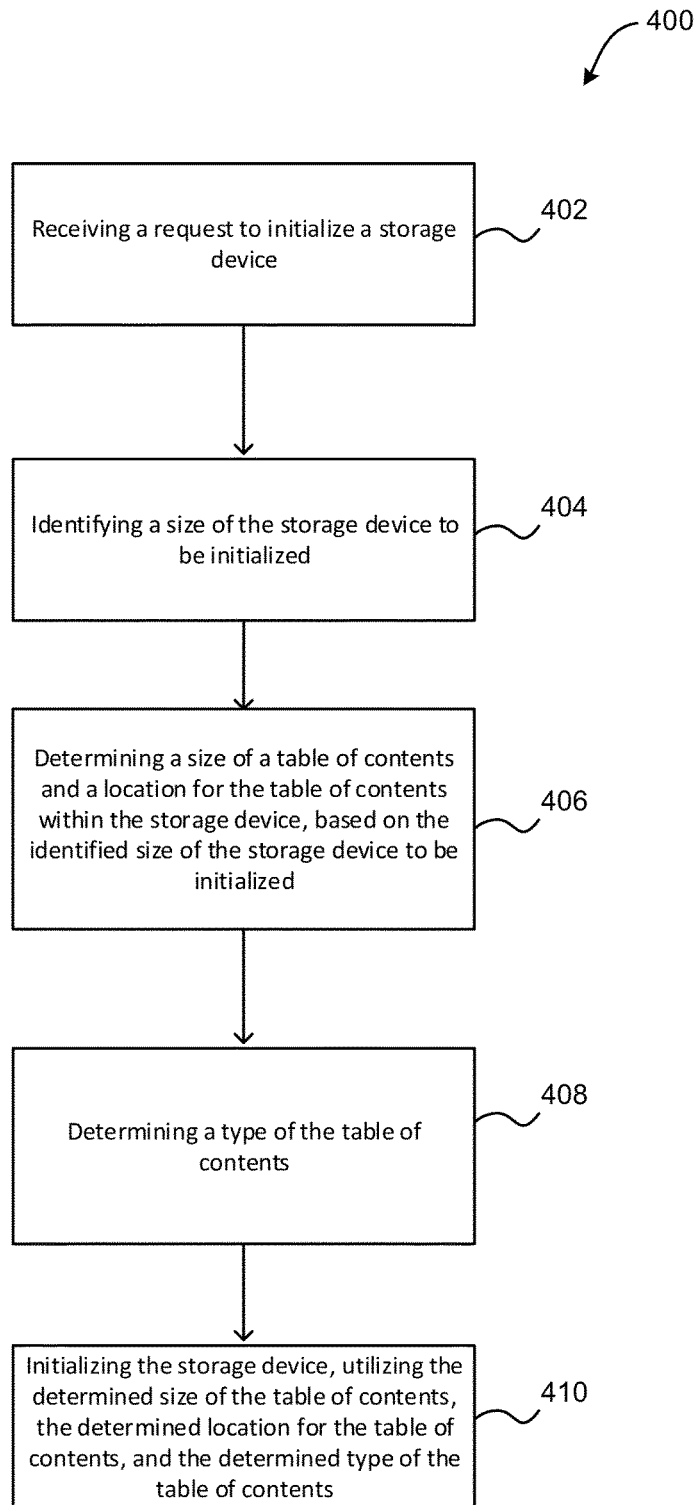 400
Receiving a request to initialize a storage
device
402
Identifying a size of the storage device to
be initialized
404
Determining a size of a table of contents
and a location for the table of contents
within the storage device, based on the
identified size of the storage device to be
initialized
406
Determining a type of the table of
contents
408
Initializing the storage device, utilizing the
determined size of the table of contents,
the determined location for the table of
contents, and the determined type of the
table of contents
410